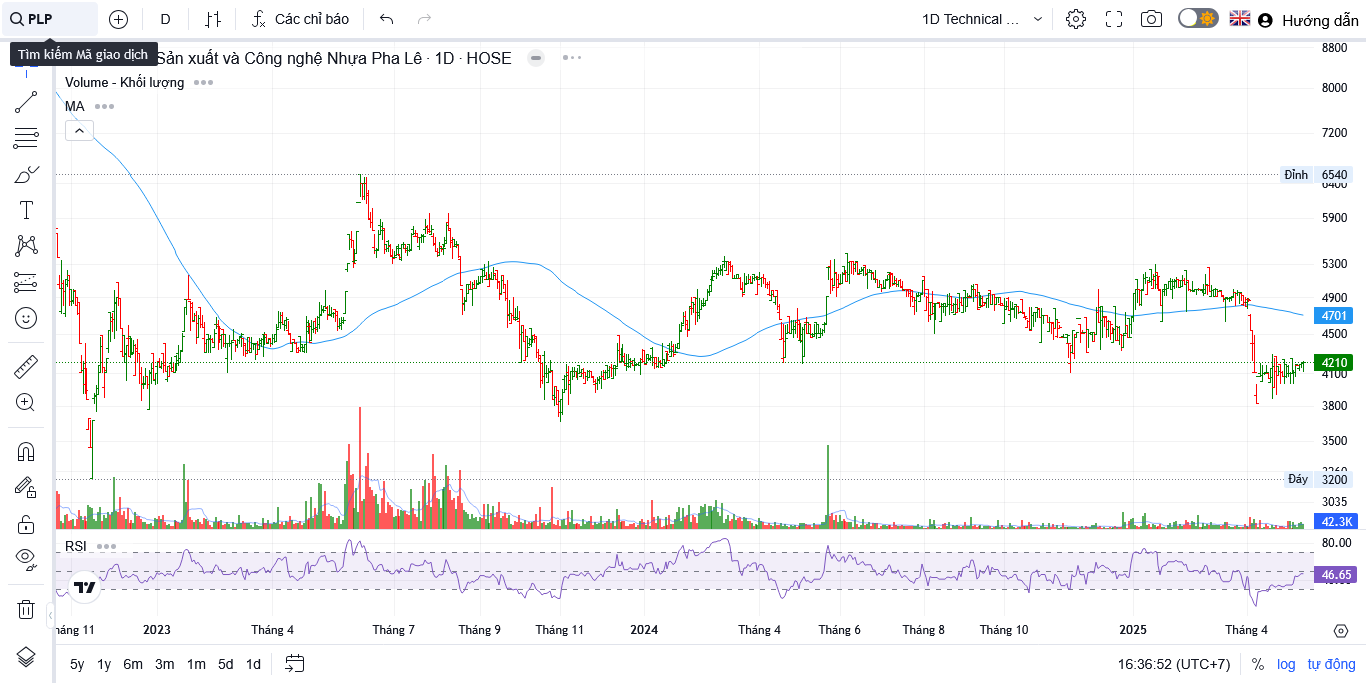 PLP
D
Các chỉ báo
1D Technical ...
Hướng dẫn
Tìm kiếm Mã giao dịch
Sản xuất và Công nghệ Nhựa Pha Lê · 1D · HOSE
Volume - Khối lượng
MA
8800
8000
7200
Đỉnh 6540
6400
5900
5300
4900
4701
4500
4210
4100
3800
3500
3260
Đáy 3200
3035
42.3K
RSI
80.00
46.65
háng 11
2023
Tháng 4
Tháng 7
Tháng 9
Tháng 11
2024
Tháng 4
Tháng 6
Tháng 8
Tháng 10
2025
Tháng 4
5y 1y 6m 3m 1m 5d 1d
16:36:52 (UTC+7)
% log tự động